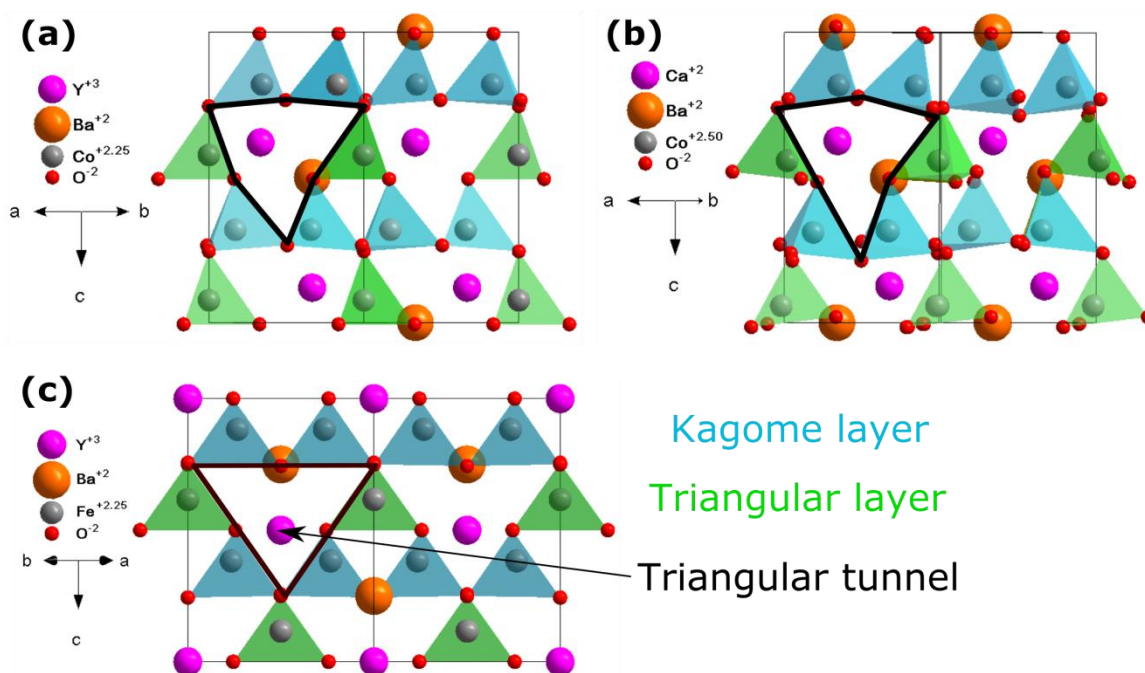 (a)
Y+3
Ba+2
Co+2.25
O-2
a b
c
(b)
Ca+2
Ba+2
Co+2.50
O-2
a b
c
(c)
Y+3
Ba+2
Fe+2.25
O-2
b a
c
Kagome layer
Triangular layer
Triangular tunnel